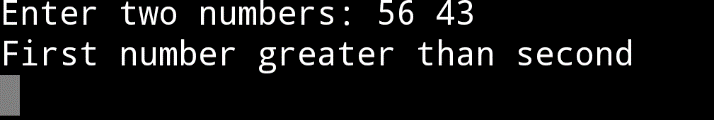 Enter two numbers: 56 43
First number greater than second